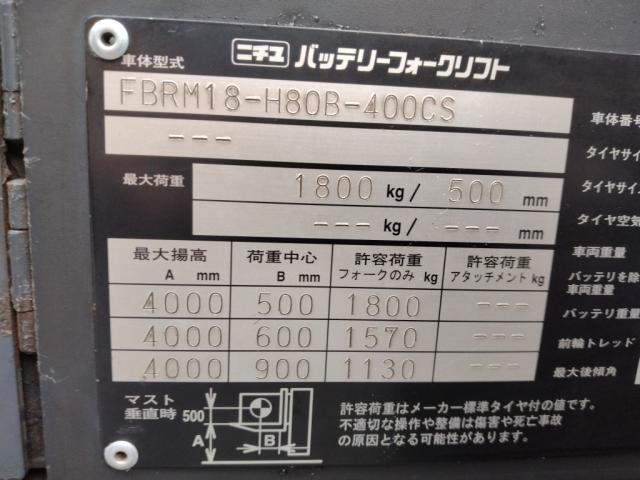 ニチユ バッテリーフォークリフト
車体型式
FBRM18-H80B-400CS
車体番号
---
タイヤサイ
最大荷重 1800 kg/ 500 mm
タイヤサイズ
--- kg/ --- mm
タイヤ空気
最大揚高 A mm 荷重中心 B mm 許容荷重 フォークのみ kg 許容荷重 アタッチメント kg
車両重量
バッテリを除
車両重量
4000 500 1800 ---
バッテリ重量
4000 600 1570 ---
前輪トレッド
4000 900 1130 ---
最大後傾角
マスト
垂直時 500 A B
許容荷重はメーカー標準タイヤ付の値です。
不適切な操作や整備は傷害や死亡事故
の原因となる可能性があります。